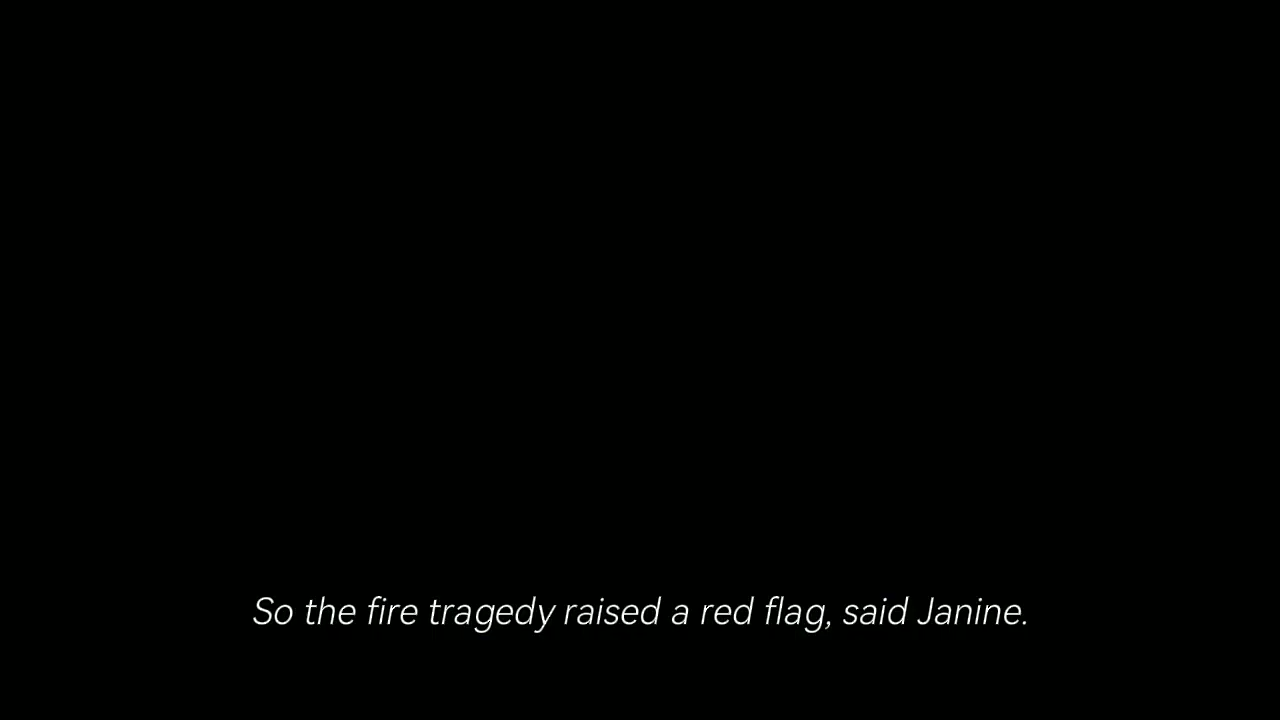 So the fire tragedy raised a red flag, said Janine.